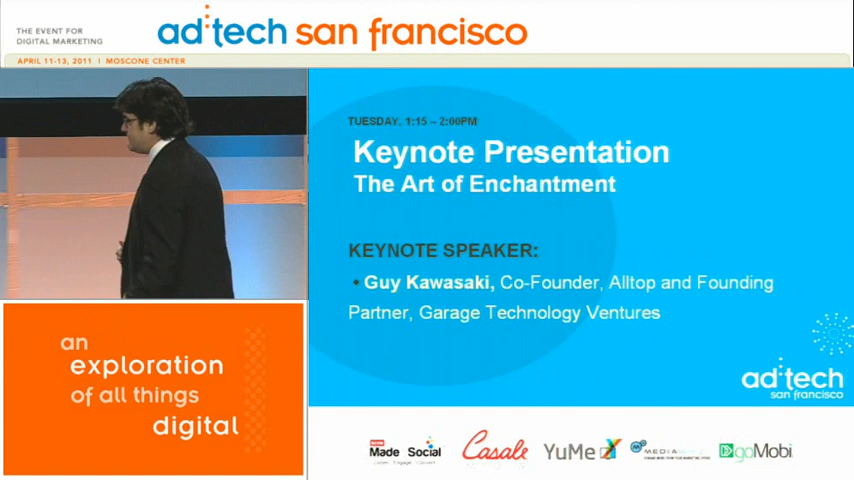 THE EVENT FOR
DIGITAL MARKETING
ad:tech san francisco
APRIL 11-13, 2011 | MOSCONE CENTER
TUESDAY, 1:15 – 2:00PM
Keynote Presentation
The Art of Enchantment
KEYNOTE SPEAKER:
• Guy Kawasaki, Co-Founder, Alltop and Founding
Partner, Garage Technology Ventures
ad:tech
san francisco
an
exploration
of all things
digital
Made Social
Casale
YuMe
goMobi